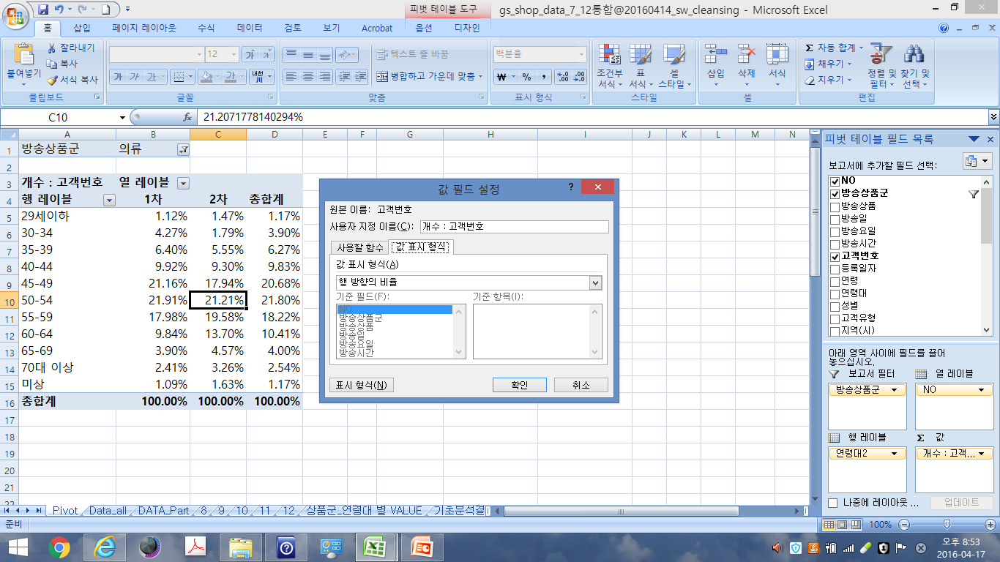 피벗 테이블 도구
gs_shop_data_7_12통합@20160414_sw_cleansing - Microsoft Excel
홈 삽입 페이지 레이아웃 수식 데이터 검토 보기 Acrobat 옵션 디자인
붙여넣기
잘라내기
복사
서식 복사
클립보드
12
가 가
가 가 가 가 내천
글꼴
텍스트 줄 바꿈
병합하고 가운데 맞춤
맞춤
백분율
₩ % ,
표시 형식
조건부 서식
표 서식
셀 스타일
스타일
삽입 삭제 서식
셀
자동 합계
채우기
지우기
정렬 및 필터
찾기 및 선택
편집
C10 fx 21.2071778140294%
A B C D E F G H I J K L M N
1 방송상품군 의류
2
3 개수 : 고객번호 열 레이블
4 행 레이블 1차 2차 총합계
5 29세이하 1.12% 1.47% 1.17%
6 30-34 4.27% 1.79% 3.90%
7 35-39 6.40% 5.55% 6.27%
8 40-44 9.92% 9.30% 9.83%
9 45-49 21.16% 17.94% 20.68%
10 50-54 21.91% 21.21% 21.80%
11 55-59 17.98% 19.58% 18.22%
12 60-64 9.84% 13.70% 10.41%
13 65-69 3.90% 4.57% 4.00%
14 70대 이상 2.41% 3.26% 2.54%
15 미상 1.09% 1.63% 1.17%
16 총합계 100.00% 100.00% 100.00%
17
18
19
20
21
22
값 필드 설정
? ×
원본 이름: 고객번호
사용자 지정 이름(C): 개수 : 고객번호
사용할 함수 값 표시 형식
값 표시 형식(A)
행 방향의 비율
기준 필드(F): 기준 항목(I):
NO
방송상품군
방송상품
방송일
방송요일
방송시간
표시 형식(N) 확인 취소
피벗 테이블 필드 목록
보고서에 추가할 필드 선택:
NO
방송상품군
방송상품
방송일
방송요일
방송시간
고객번호
등록일자
연령
연령대
성별
고객유형
지역(시)
아래 영역 사이에 필드를 끌어
놓으십시오.
보고서 필터 열 레이블
방송상품군 NO
행 레이블 Σ 값
연령대2 개수 : 고객...
나중에 레이아웃 ... 업데이트
Pivot Data_all DATA_Part 8 9 10 11 12 상품군_연령대 별 VALUE 기초분석결
준비 100%
오후 8:53
2016-04-17